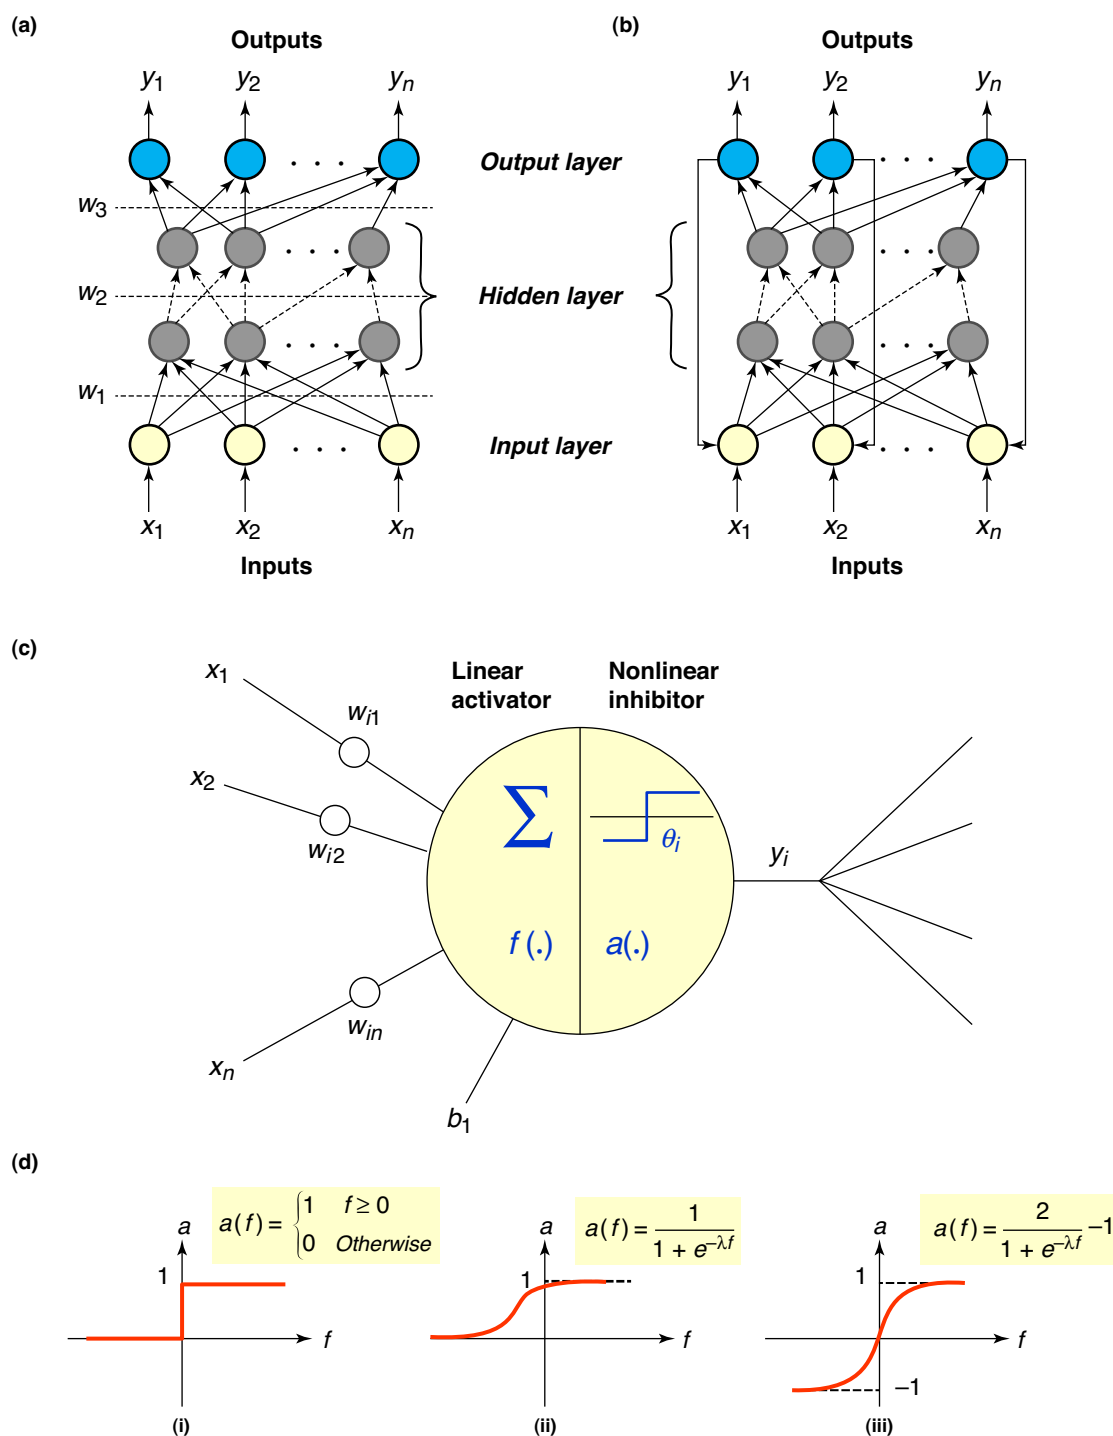 (a)
(b)
Outputs
Outputs
y1 y2 yn
y1 y2 yn
. . .
Output layer
. . .
w3
. . .
. . .
w2
Hidden layer
. . .
. . .
w1
. . .
Input layer
. . .
x1 x2 xn
x1 x2 xn
Inputs
Inputs
(c)
Linear activator
Nonlinear inhibitor
x1
wi1
x2
wi2
∑
θi
yi
f (.)
a(.)
win
xn
b1
(d)
a(f) = {1 f ≥ 0
0 Otherwise
a
1
f
(i)
a(f) = 1 / 1 + e−λf
a
1
f
(ii)
a(f) = 2 / 1 + e−λf −1
a
1
f
−1
(iii)